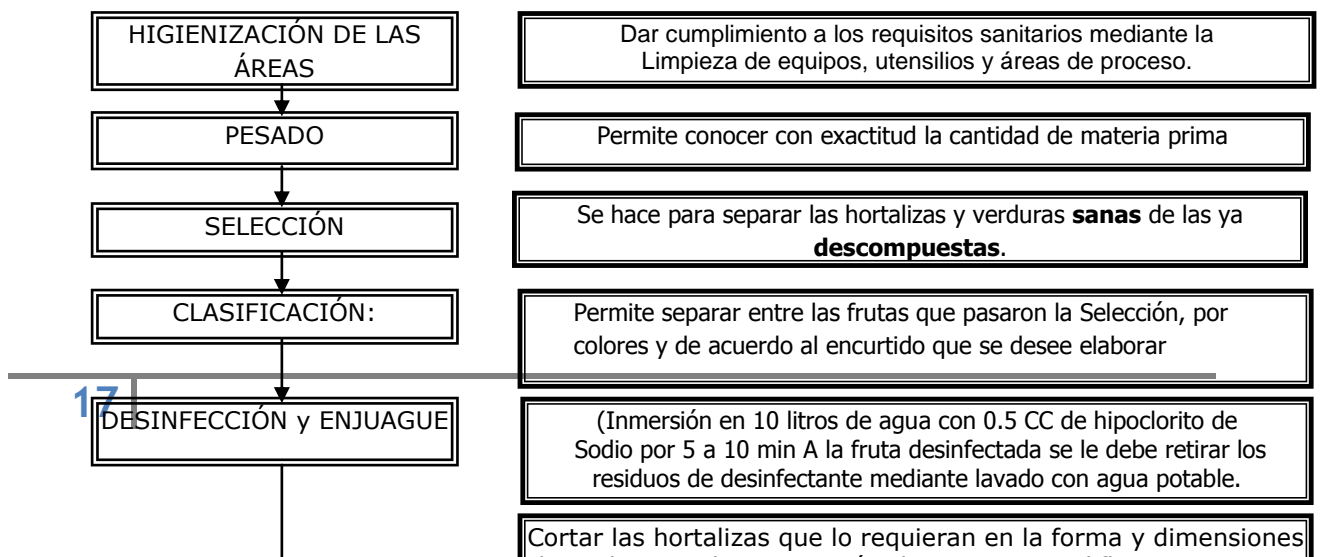 HIGIENIZACIÓN DE LAS
ÁREAS
Dar cumplimiento a los requisitos sanitarios mediante la
Limpieza de equipos, utensilios y áreas de proceso.
PESADO
Permite conocer con exactitud la cantidad de materia prima
SELECCIÓN
Se hace para separar las hortalizas y verduras sanas de las ya
descompuestas.
CLASIFICACIÓN:
Permite separar entre las frutas que pasaron la Selección, por
colores y de acuerdo al encurtido que se desee elaborar
17
DESINFECCIÓN y ENJUAGUE
(Inmersión en 10 litros de agua con 0.5 CC de hipoclorito de
Sodio por 5 a 10 min A la fruta desinfectada se le debe retirar los
residuos de desinfectante mediante lavado con agua potable.
Cortar las hortalizas que lo requieran en la forma y dimensiones